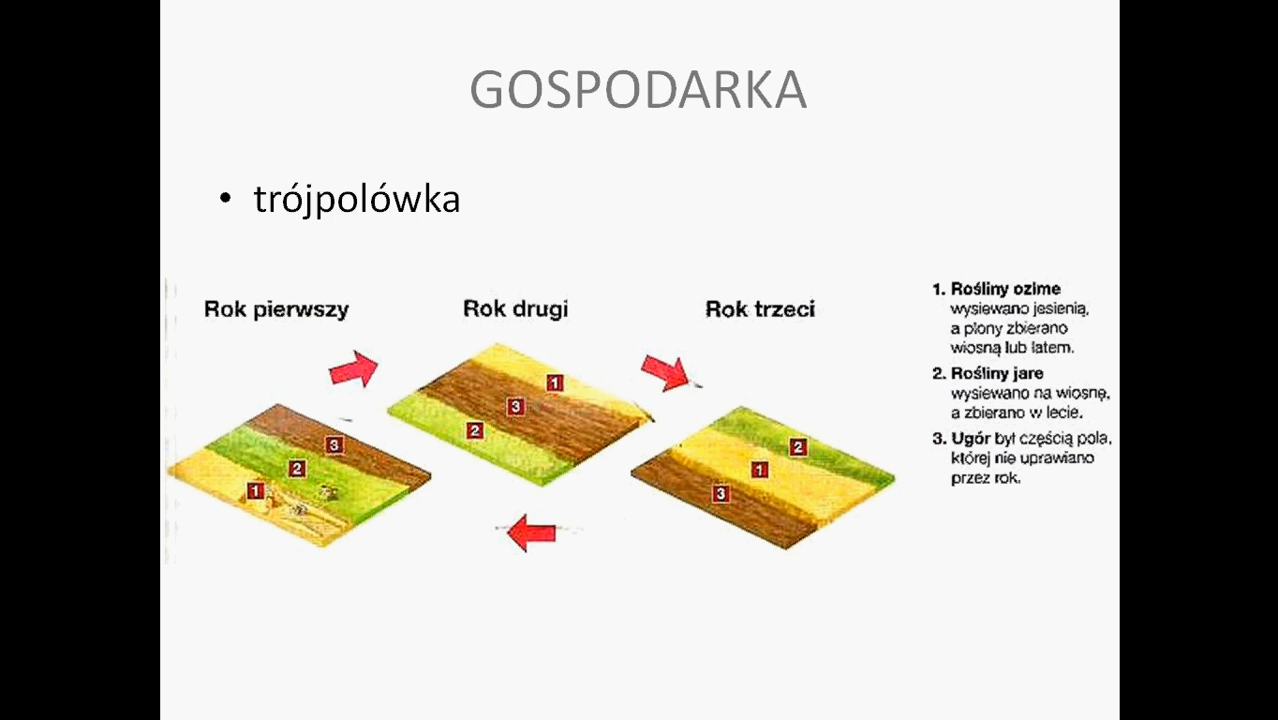 GOSPODARKA
• trójpolówka
Rok pierwszy
Rok drugi
Rok trzeci
3
2
1
1
3
2
2
1
3
1. Rośliny ozime
wysiewano jesienią,
a plony zbierano
wiosną lub latem.
2. Rośliny jare
wysiewano na wiosnę,
a zbierano w lecie.
3. Ugór był częścią pola,
której nie uprawiano
przez rok.